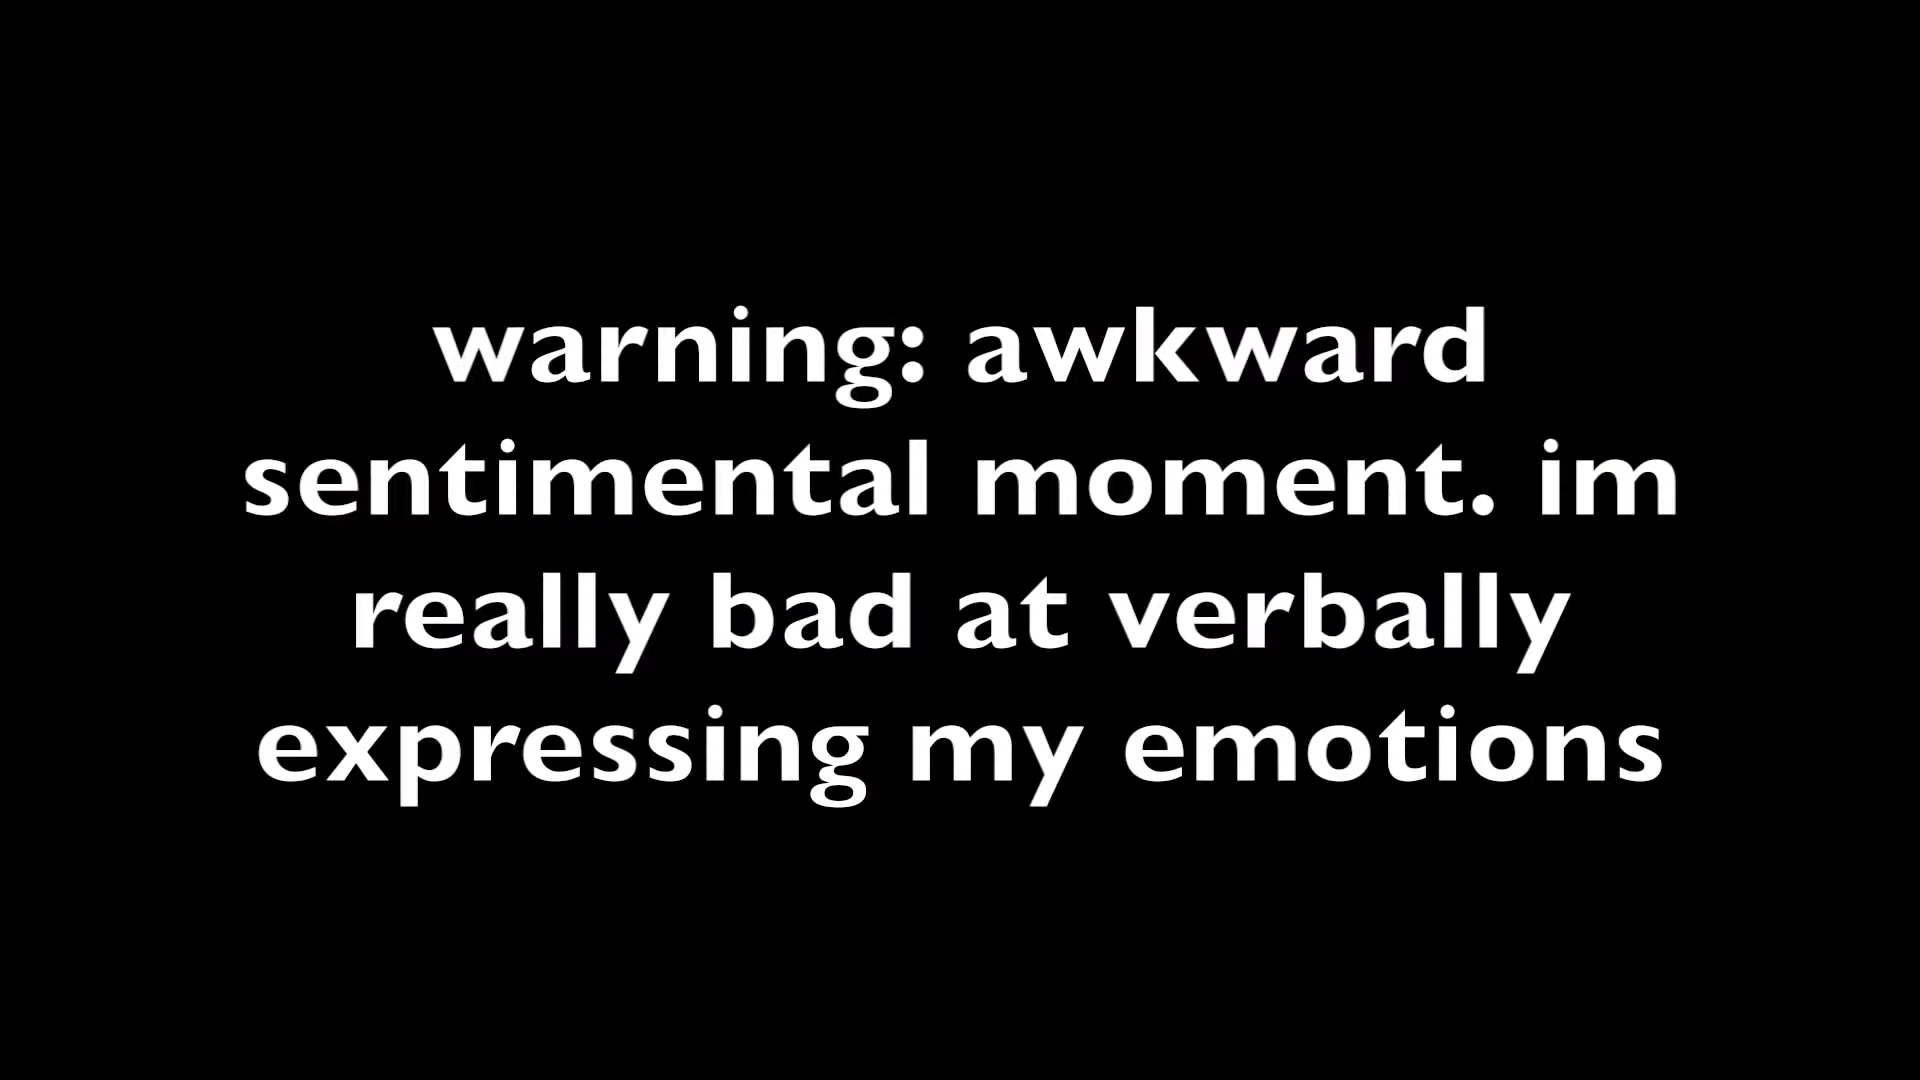 warning: awkward
sentimental moment. im
really bad at verbally
expressing my emotions